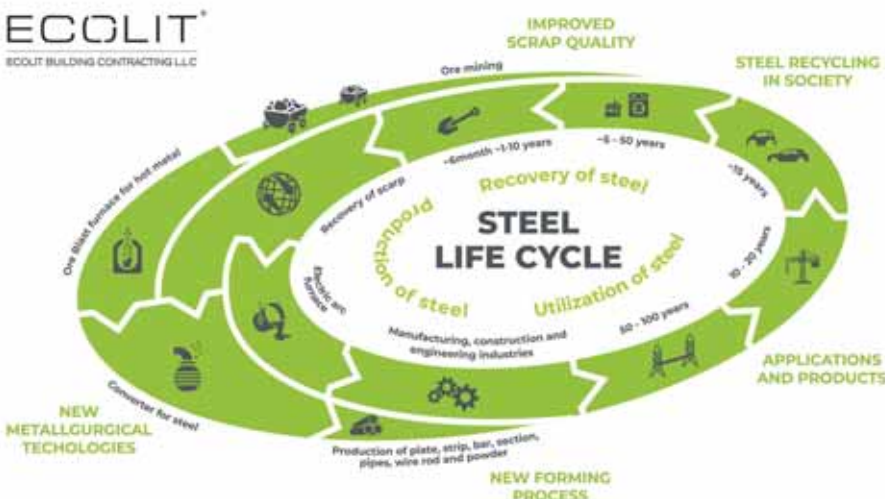 ECOLIT®
ECOLIT BUILDING CONTRACTING L.L.C
IMPROVED
SCRAP QUALITY
STEEL RECYCLING
IN SOCIETY
Ore mining
~6month ~1-10 years
~5 - 50 years
~15 years
Ore Blast furnace for hot metal
Recovery of scarp
Recovery of steel
Production of steel
STEEL
LIFE CYCLE
Utilization of steel
10 - 20 years
Electric arc
furnace
50 - 100 years
Manufacturing, construction and
engineering industries
APPLICATIONS
AND PRODUCTS
Converter for steel
NEW
METALLGURGICAL
TECHOLOGIES
Production of plate, strip, bar, section,
pipes, wire rod and powder
NEW FORMING
PROCESS